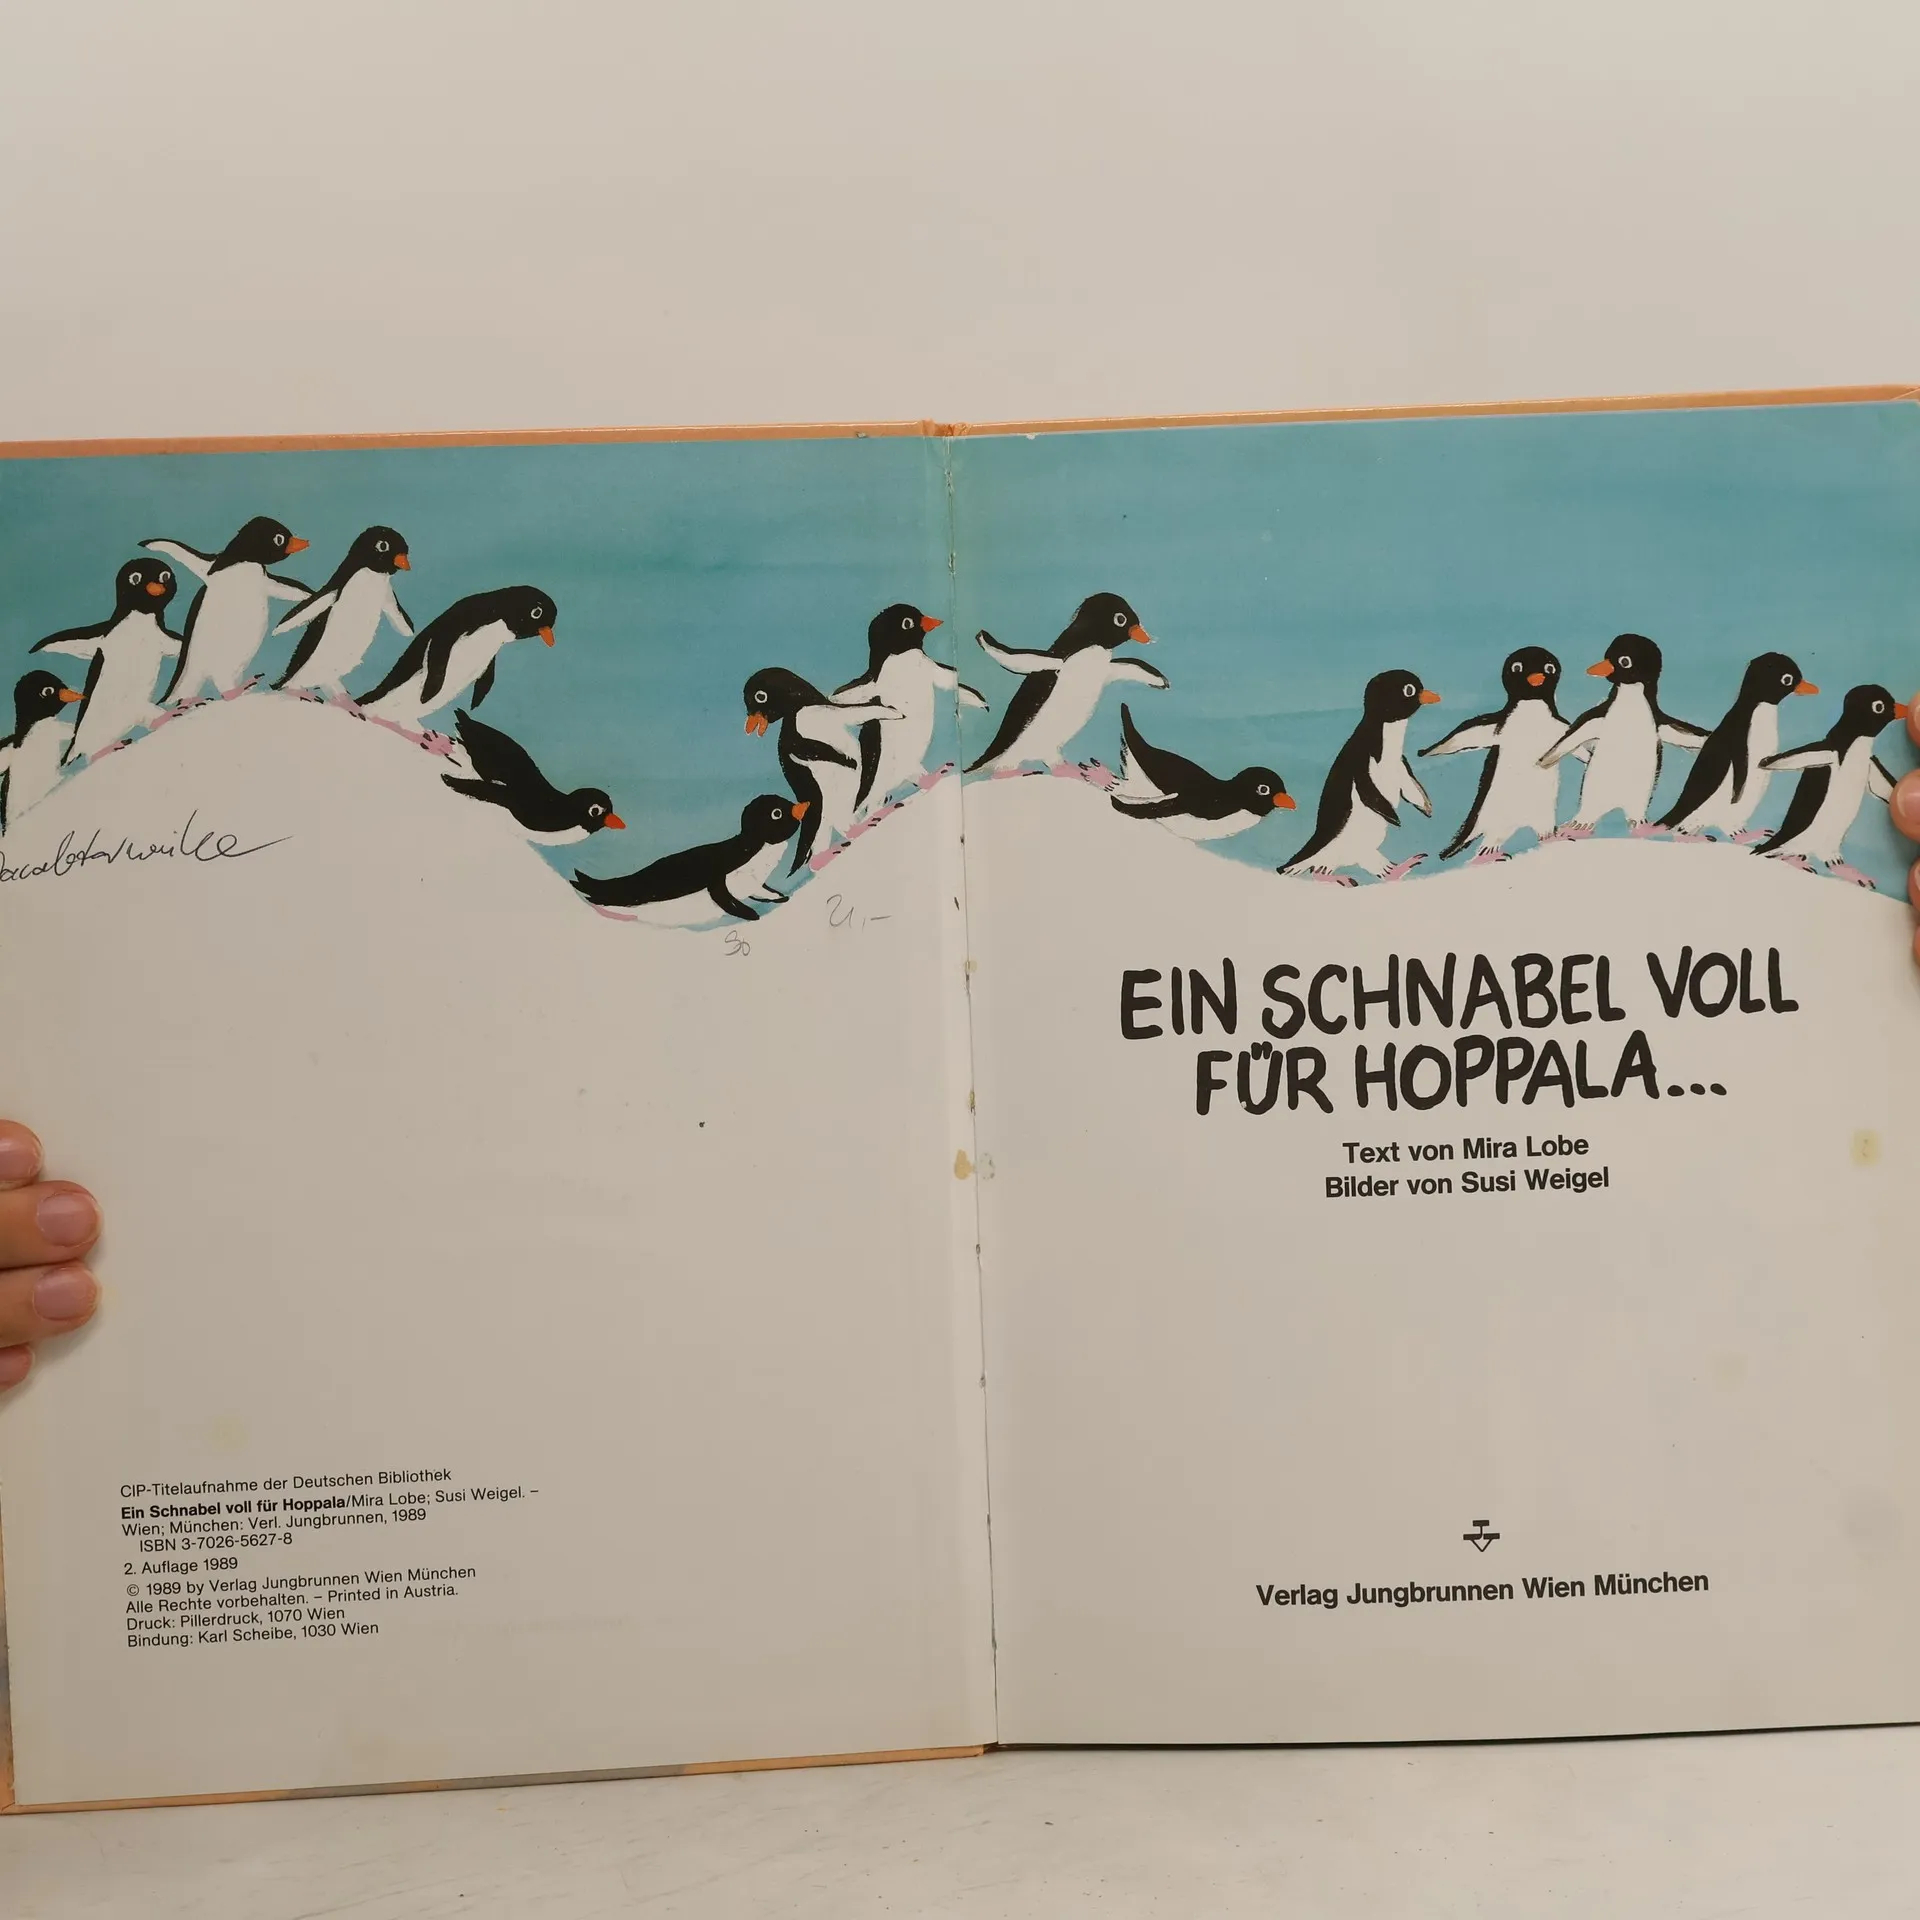 21,-
CIP-Titelaufnahme der Deutschen Bibliothek
Ein Schnabel voll für Hoppala/Mira Lobe; Susi Weigel. –
Wien; München: Verl. Jungbrunnen, 1989
ISBN 3-7026-5627-8
2. Auflage 1989
© 1989 by Verlag Jungbrunnen Wien München
Alle Rechte vorbehalten. – Printed in Austria.
Druck: Pillerdruck, 1070 Wien
Bindung: Karl Scheibe, 1030 Wien
EIN SCHNABEL VOLL
FÜR HOPPALA...
Text von Mira Lobe
Bilder von Susi Weigel
Verlag Jungbrunnen Wien München